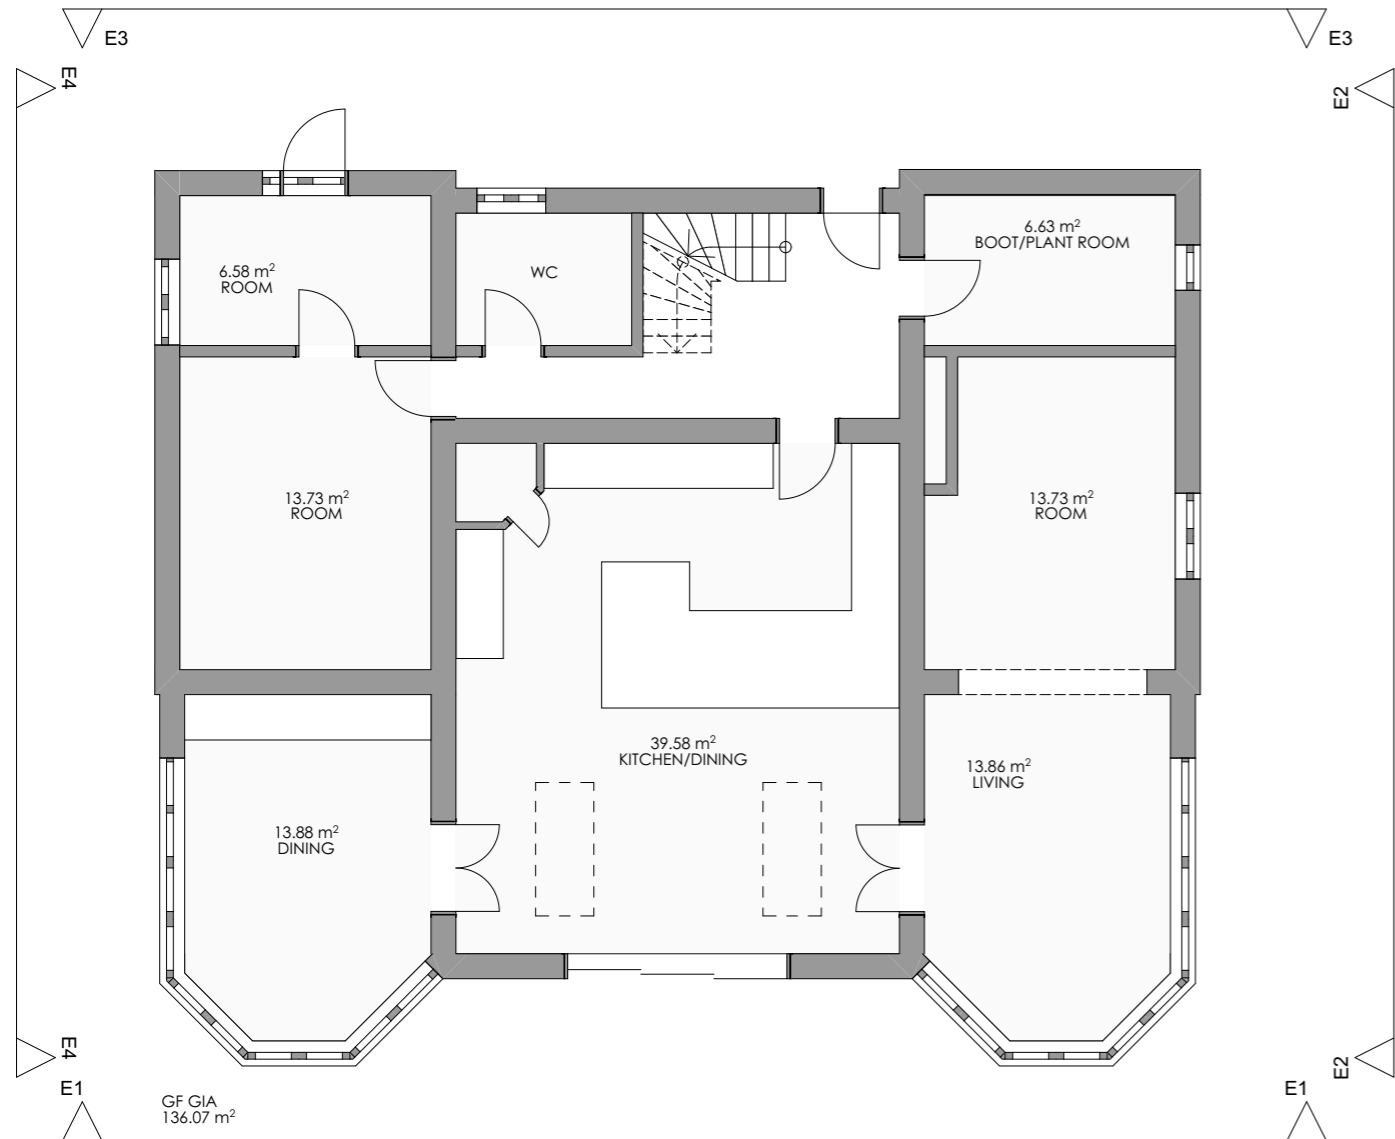 E3
E3
E4
E2
6.63 m²
BOOT/PLANT ROOM
6.58 m²
ROOM
WC
13.73 m²
ROOM
13.73 m²
ROOM
39.58 m²
KITCHEN/DINING
13.86 m²
LIVING
13.88 m²
DINING
E4
E2
E1
E1
GF GIA
136.07 m²